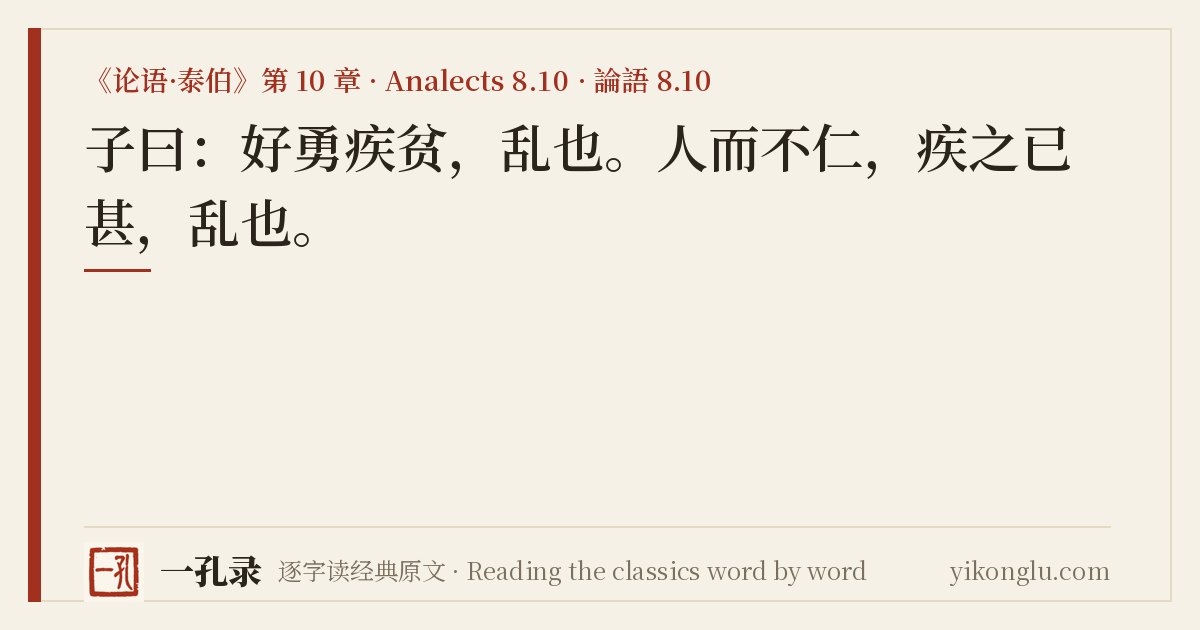 《论语·泰伯》第 10 章 · Analects 8.10 · 論語 8.10
子曰：好勇疾贫，乱也。人而不仁，疾之已
甚，乱也。
一孔
一孔录 逐字读经典原文 · Reading the classics word by word yikonglu.com